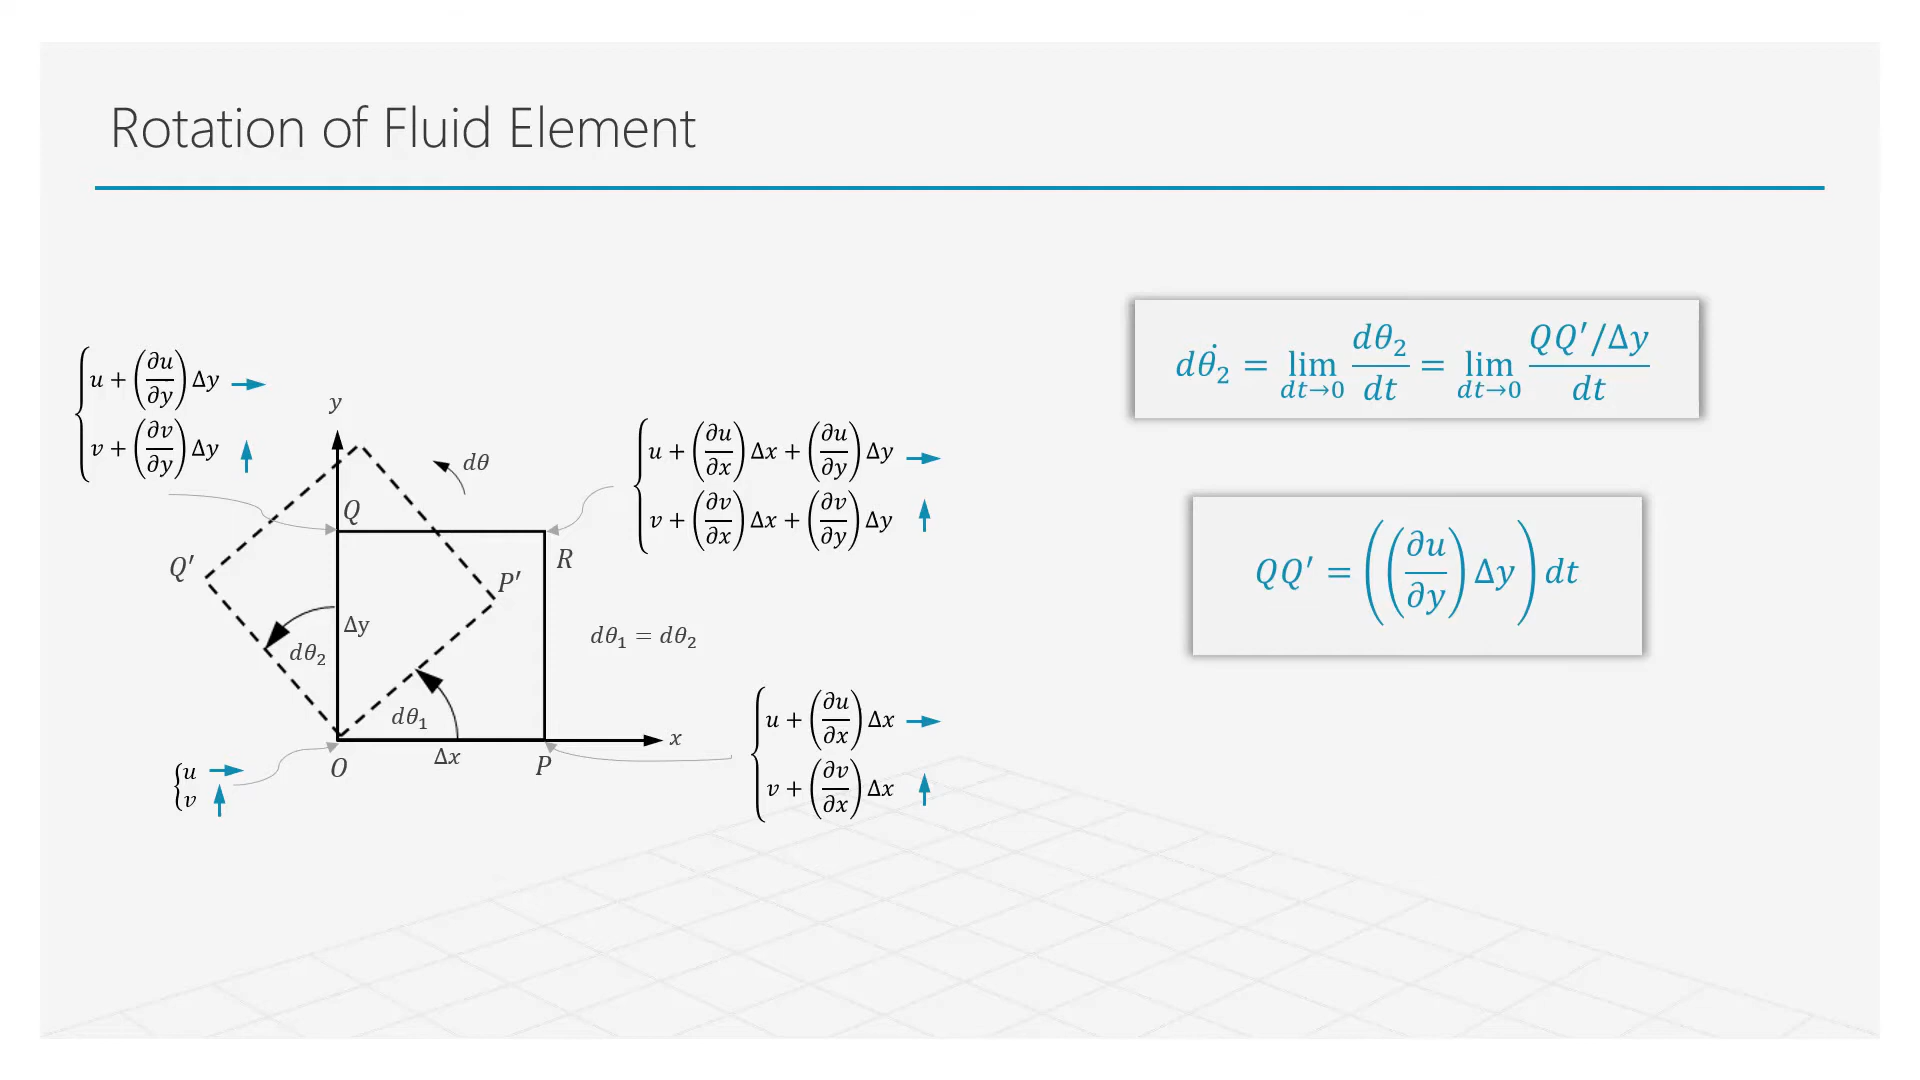 Rotation of Fluid Element
dθ̇₂ = lim_{dt→0} dθ₂/dt = lim_{dt→0} (QQ′/Δy)/dt
{u + (∂u/∂y) Δy
v + (∂v/∂y) Δy
y
dθ
{u + (∂u/∂x) Δx + (∂u/∂y) Δy
v + (∂v/∂x) Δx + (∂v/∂y) Δy
QQ′ = ((∂u/∂y) Δy) dt
Q
R
Q′
P′
Δy
dθ₂
dθ₁ = dθ₂
dθ₁
{u + (∂u/∂x) Δx
v + (∂v/∂x) Δx
x
O
Δx
P
{u
v